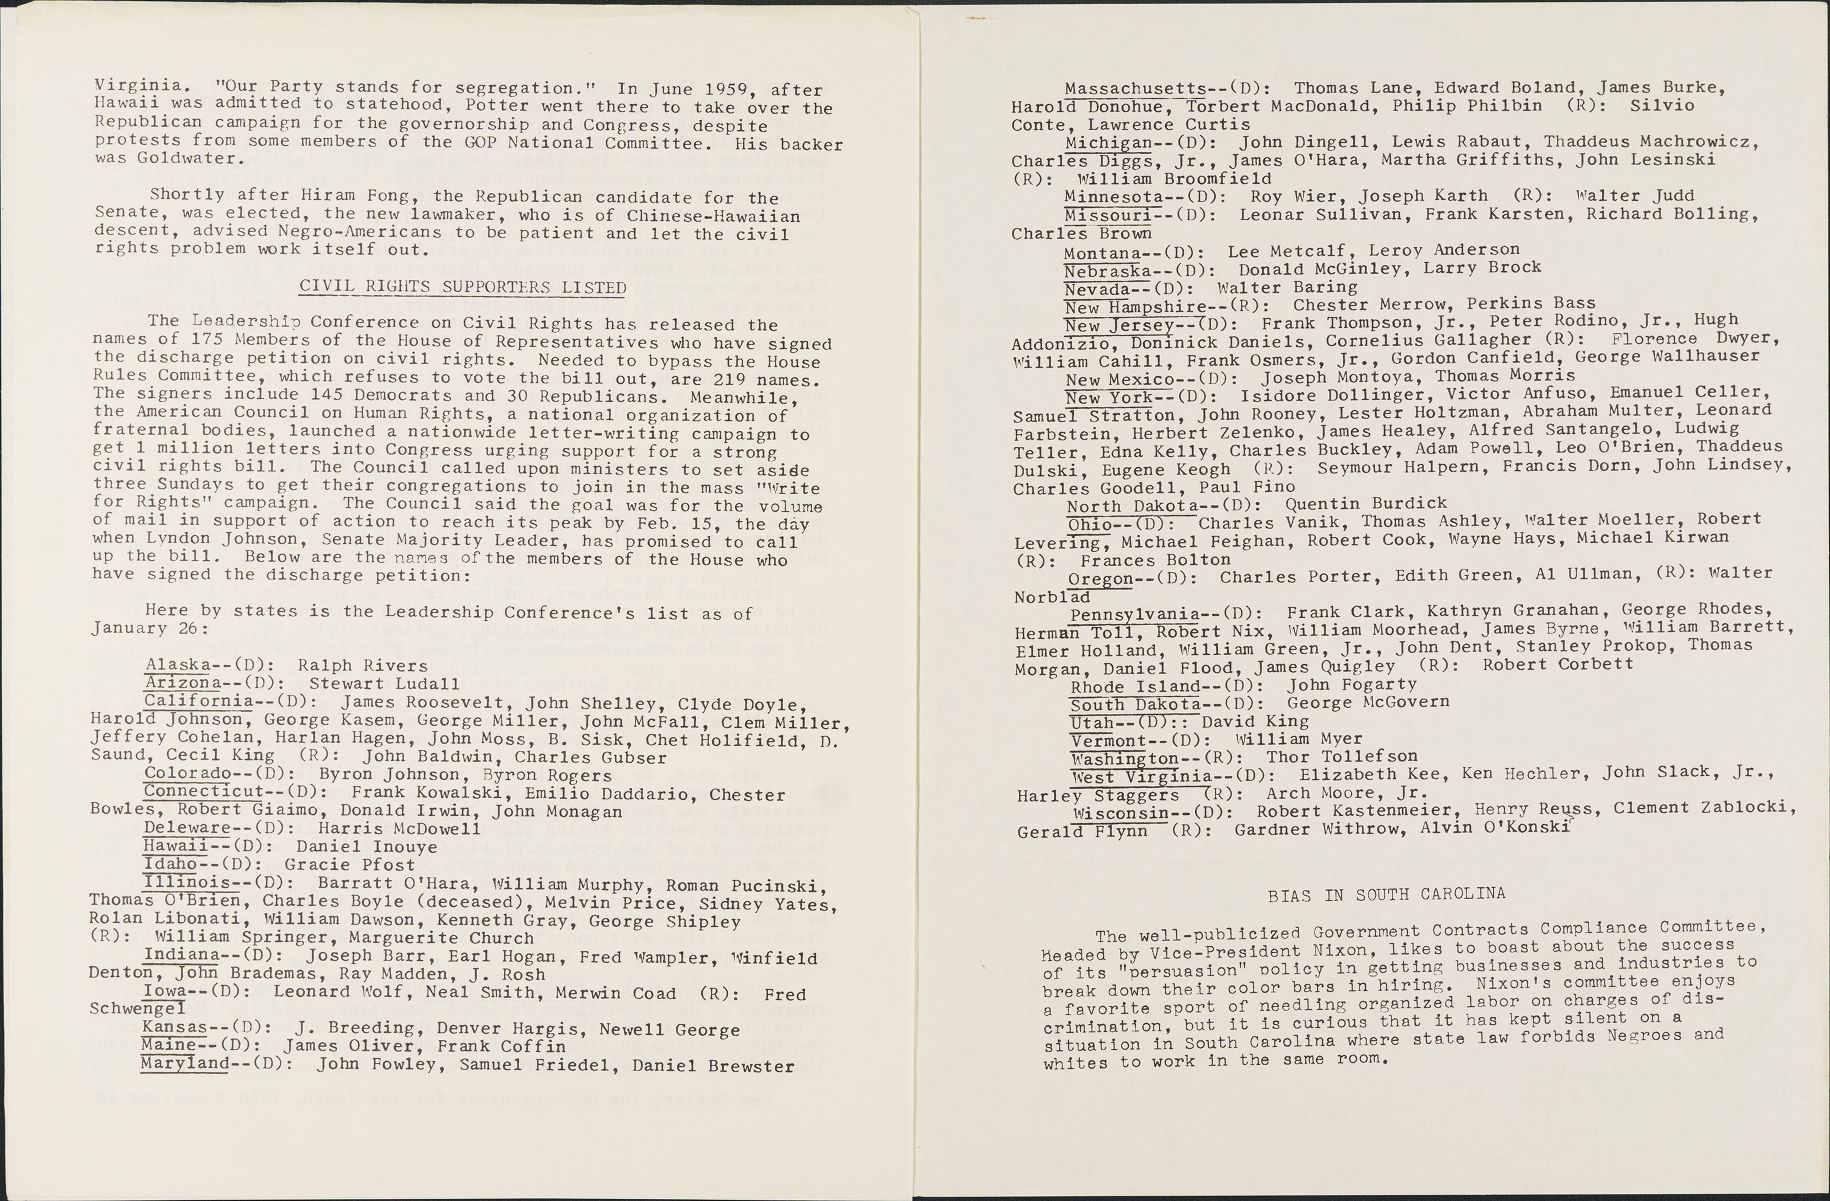 Virginia. "Our Party stands for segregation." In June 1959, after
Hawaii was admitted to statehood, Potter went there to take over the
Republican campaign for the governorship and Congress, despite
protests from some members of the GOP National Committee. His backer
was Goldwater.
Shortly after Hiram Fong, the Republican candidate for the
Senate, was elected, the new lawmaker, who is of Chinese-Hawaiian
descent, advised Negro-Americans to be patient and let the civil
rights problem work itself out.
CIVIL RIGHTS SUPPORTERS LISTED
The Leadership Conference on Civil Rights has released the
names of 175 Members of the House of Representatives who have signed
the discharge petition on civil rights. Needed to bypass the House
Rules Committee, which refuses to vote the bill out, are 219 names.
The signers include 145 Democrats and 30 Republicans. Meanwhile,
the American Council on Human Rights, a national organization of
fraternal bodies, launched a nationwide letter-writing campaign to
get 1 million letters into Congress urging support for a strong
civil rights bill. The Council called upon ministers to set aside
three Sundays to get their congregations to join in the mass "Write
for Rights" campaign. The Council said the goal was for the volume
of mail in support of action to reach its peak by Feb. 15, the day
when Lyndon Johnson, Senate Majority Leader, has promised to call
up the bill. Below are the names of the members of the House who
have signed the discharge petition:
Here by states is the Leadership Conference's list as of
January 26:
Alaska--(D): Ralph Rivers
Arizona--(D): Stewart Ludall
California--(D): James Roosevelt, John Shelley, Clyde Doyle,
Harold Johnson, George Kasem, George Miller, John McFall, Clem Miller,
Jeffery Cohelan, Harlan Hagen, John Moss, B. Sisk, Chet Holifield, D.
Saund, Cecil King (R): John Baldwin, Charles Gubser
Colorado--(D): Byron Johnson, Byron Rogers
Connecticut--(D): Frank Kowalski, Emilio Daddario, Chester
Bowles, Robert Giaimo, Donald Irwin, John Monagan
Deleware--(D): Harris McDowell
Hawaii--(D): Daniel Inouye
Idaho--(D): Gracie Pfost
Illinois--(D): Barratt O'Hara, William Murphy, Roman Pucinski,
Thomas O'Brien, Charles Boyle (deceased), Melvin Price, Sidney Yates,
Rolan Libonati, William Dawson, Kenneth Gray, George Shipley
(R): William Springer, Marguerite Church
Indiana--(D): Joseph Barr, Earl Hogan, Fred Wampler, Winfield
Denton, John Brademas, Ray Madden, J. Rosh
Iowa--(D): Leonard Wolf, Neal Smith, Merwin Coad (R): Fred
Schwengel
Kansas--(D): J. Breeding, Denver Hargis, Newell George
Maine--(D): James Oliver, Frank Coffin
Maryland--(D): John Fowley, Samuel Friedel, Daniel Brewster
Massachusetts--(D): Thomas Lane, Edward Boland, James Burke,
Harold Donohue, Torbert MacDonald, Philip Philbin (R): Silvio
Conte, Lawrence Curtis
Michigan--(D): John Dingell, Lewis Rabaut, Thaddeus Machrowicz,
Charles Diggs, Jr., James O'Hara, Martha Griffiths, John Lesinski
(R): William Broomfield
Minnesota--(D): Roy Wier, Joseph Karth (R): Walter Judd
Missouri--(D): Leonar Sullivan, Frank Karsten, Richard Bolling,
Charles Brown
Montana--(D): Lee Metcalf, Leroy Anderson
Nebraska--(D): Donald McGinley, Larry Brock
Nevada--(D): Walter Baring
New Hampshire--(R): Chester Merrow, Perkins Bass
New Jersey--(D): Frank Thompson, Jr., Peter Rodino, Jr., Hugh
Addonizio, Doninick Daniels, Cornelius Gallagher (R): Florence Dwyer,
William Cahill, Frank Osmers, Jr., Gordon Canfield, George Wallhauser
New Mexico--(D): Joseph Montoya, Thomas Morris
New York--(D): Isidore Dollinger, Victor Anfuso, Emanuel Celler,
Samuel Stratton, John Rooney, Lester Holtzman, Abraham Multer, Leonard
Farbstein, Herbert Zelenko, James Healey, Alfred Santangelo, Ludwig
Teller, Edna Kelly, Charles Buckley, Adam Powell, Leo O'Brien, Thaddeus
Dulski, Eugene Keogh (R): Seymour Halpern, Francis Dorn, John Lindsey,
Charles Goodell, Paul Fino
North Dakota--(D): Quentin Burdick
Ohio--(D): Charles Vanik, Thomas Ashley, Walter Moeller, Robert
Levering, Michael Feighan, Robert Cook, Wayne Hays, Michael Kirwan
(R): Frances Bolton
Oregon--(D): Charles Porter, Edith Green, Al Ullman, (R): Walter
Norblad
Pennsylvania--(D): Frank Clark, Kathryn Granahan, George Rhodes,
Herman Toll, Robert Nix, William Moorhead, James Byrne, William Barrett,
Elmer Holland, William Green, Jr., John Dent, Stanley Prokop, Thomas
Morgan, Daniel Flood, James Quigley (R): Robert Corbett
Rhode Island--(D): John Fogarty
South Dakota--(D): George McGovern
Utah--(D):: David King
Vermont--(D): William Myer
Washington--(R): Thor Tollefson
West Virginia--(D): Elizabeth Kee, Ken Hechler, John Slack, Jr.,
Harley Staggers (R): Arch Moore, Jr.
Wisconsin--(D): Robert Kastenmeier, Henry Reuss, Clement Zablocki,
Gerald Flynn (R): Gardner Withrow, Alvin O'Konski
BIAS IN SOUTH CAROLINA
The well-publicized Government Contracts Compliance Committee,
headed by Vice-President Nixon, likes to boast about the success
of its "persuasion" policy in getting businesses and industries to
break down their color bars in hiring. Nixon's committee enjoys
a favorite sport of needling organized labor on charges of dis-
crimination, but it is curious that it has kept silent on a
situation in South Carolina where state law forbids Negroes and
whites to work in the same room.